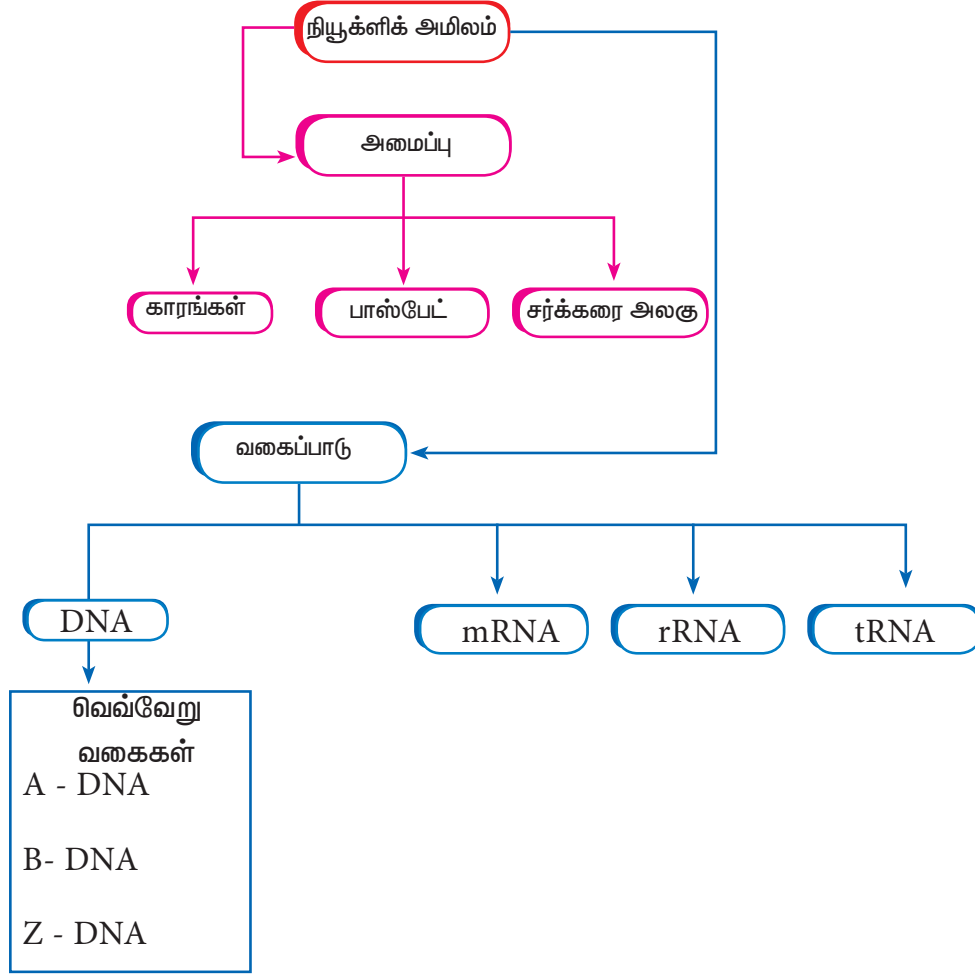 நியூக்ளிக் அமிலம்
அமைப்பு
காரங்கள்
பாஸ்பேட்
சர்க்கரை அலகு
வகைப்பாடு
DNA
mRNA
rRNA
tRNA
வெவ்வேறு
வகைகள்
A - DNA
B- DNA
Z - DNA